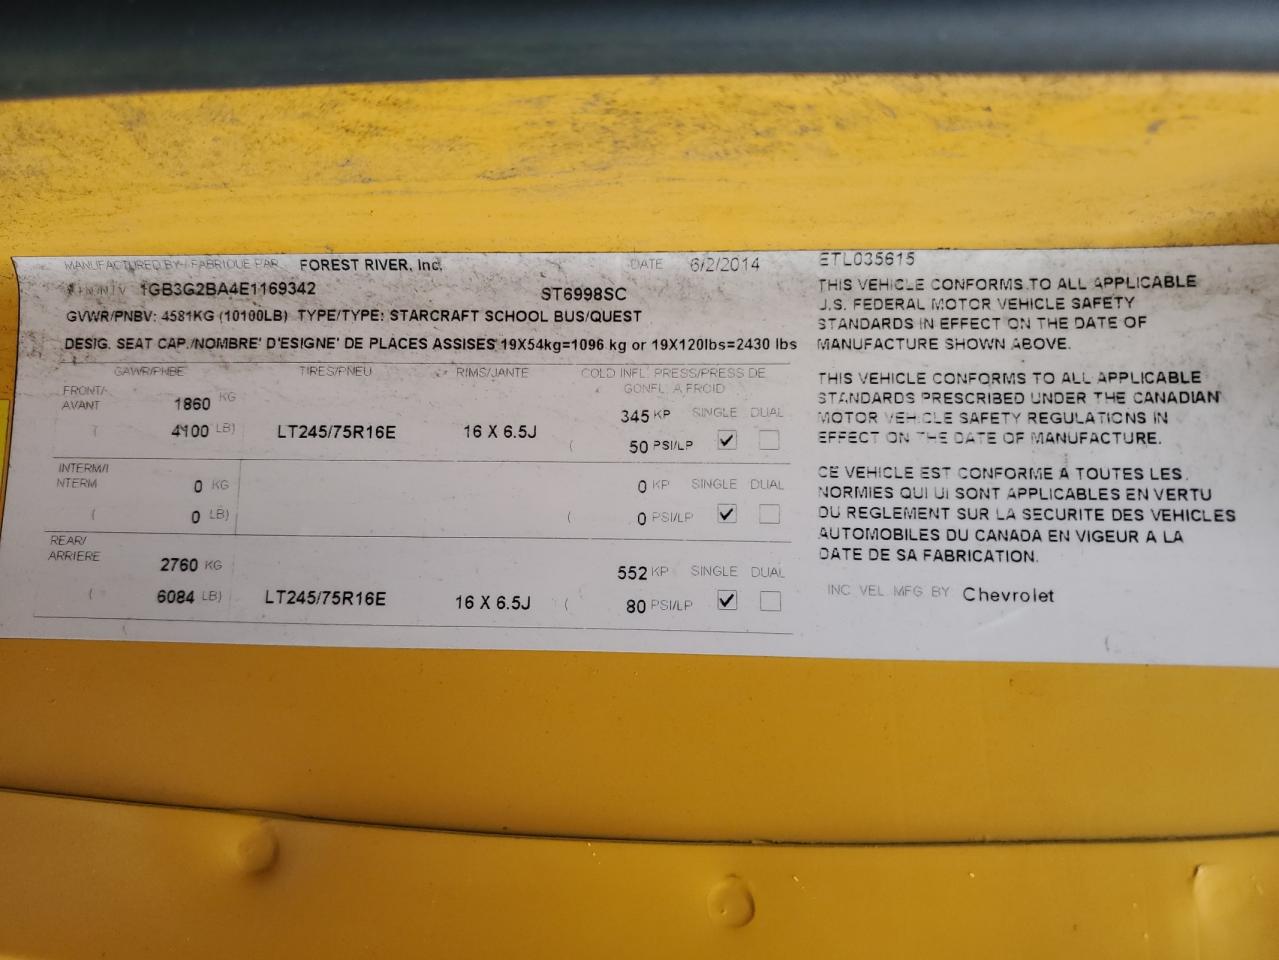 MANUFACTURED BY / FABRIQUE PAR FOREST RIVER, Inc. DATE 6/2/2014
1GB3G2BA4E1169342 ST6998SC
GVWR/PNBV: 4581KG (10100LB) TYPE/TYPE: STARCRAFT SCHOOL BUS/QUEST
DESIG. SEAT CAP./NOMBRE' D'ESIGNE' DE PLACES ASSISES 19X54kg=1096 kg or 19X120lbs=2430 lbs
GAWR/PNBE TIRES/PNEU RIMS/JANTE COLD INFL. PRESS/PRESS DE
GONFL. A FROID
FRONT/
AVANT 1860 KG 345 KP SINGLE DUAL
( 4100 LB) LT245/75R16E 16 X 6.5J ( 50 PSI/LP ✓
INTERM/I
NTERM 0 KG 0 KP SINGLE DUAL
( 0 LB) ( 0 PSI/LP ✓
REAR/
ARRIERE 2760 KG 552 KP SINGLE DUAL
( 6084 LB) LT245/75R16E 16 X 6.5J ( 80 PSI/LP ✓
ETL035615
THIS VEHICLE CONFORMS TO ALL APPLICABLE
U.S. FEDERAL MOTOR VEHICLE SAFETY
STANDARDS IN EFFECT ON THE DATE OF
MANUFACTURE SHOWN ABOVE.
THIS VEHICLE CONFORMS TO ALL APPLICABLE
STANDARDS PRESCRIBED UNDER THE CANADIAN
MOTOR VEHICLE SAFETY REGULATIONS IN
EFFECT ON THE DATE OF MANUFACTURE.
CE VEHICLE EST CONFORME A TOUTES LES
NORMIES QUI UI SONT APPLICABLES EN VERTU
DU REGLEMENT SUR LA SECURITE DES VEHICLES
AUTOMOBILES DU CANADA EN VIGEUR A LA
DATE DE SA FABRICATION.
INC VEL MFG BY Chevrolet